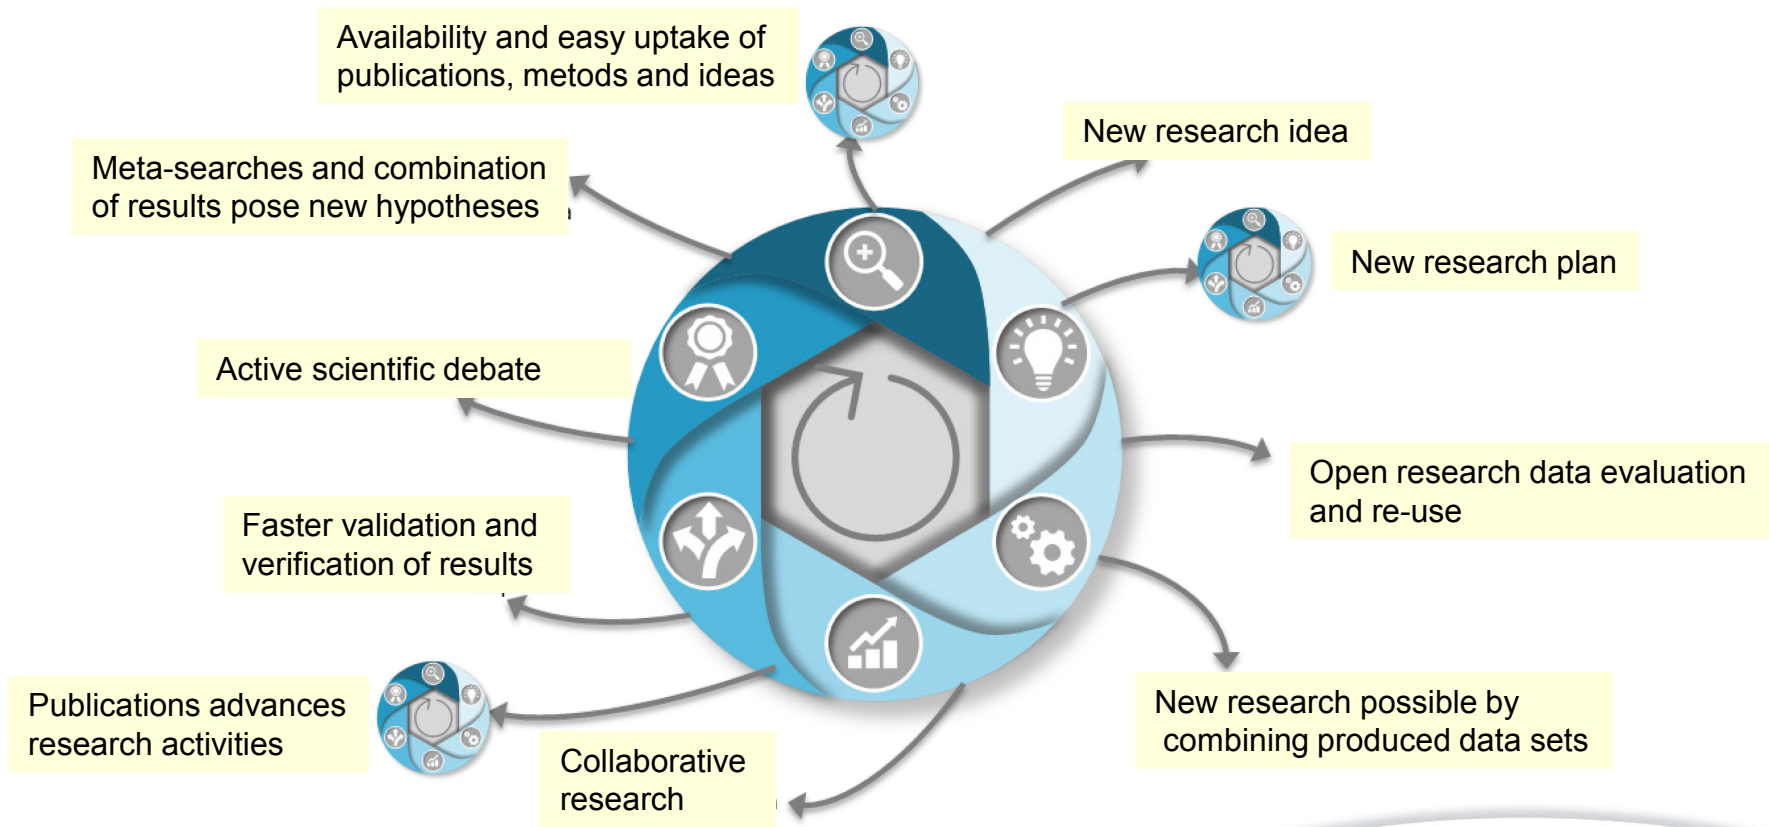 Availability and easy uptake of
publications, metods and ideas
New research idea
Meta-searches and combination
of results pose new hypotheses
New research plan
Active scientific debate
Open research data evaluation
and re-use
Faster validation and
verification of results
Publications advances
research activities
New research possible by
combining produced data sets
Collaborative
research